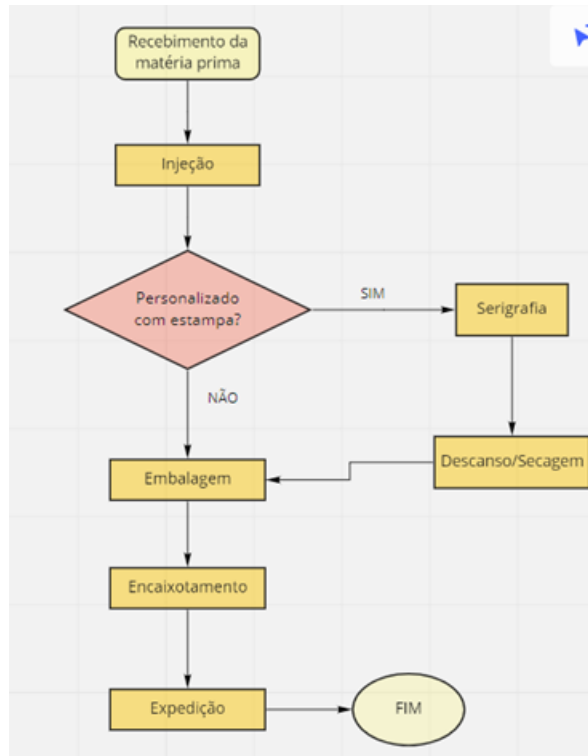 Recebimento da
matéria prima
Injeção
Personalizado
com estampa?
SIM
Serigrafia
NÃO
Descanso/Secagem
Embalagem
Encaixotamento
Expedição
FIM